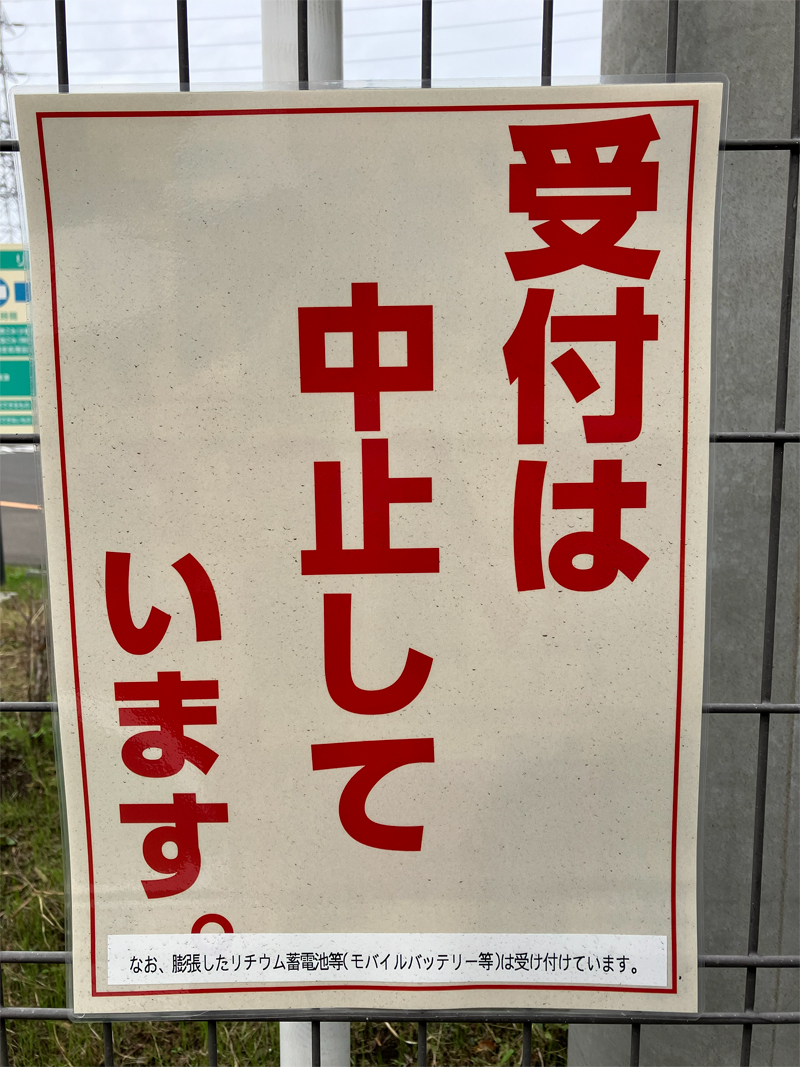 受付は
中止して
います。
なお、膨張したリチウム蓄電池等(モバイルバッテリー等)は受け付けています。